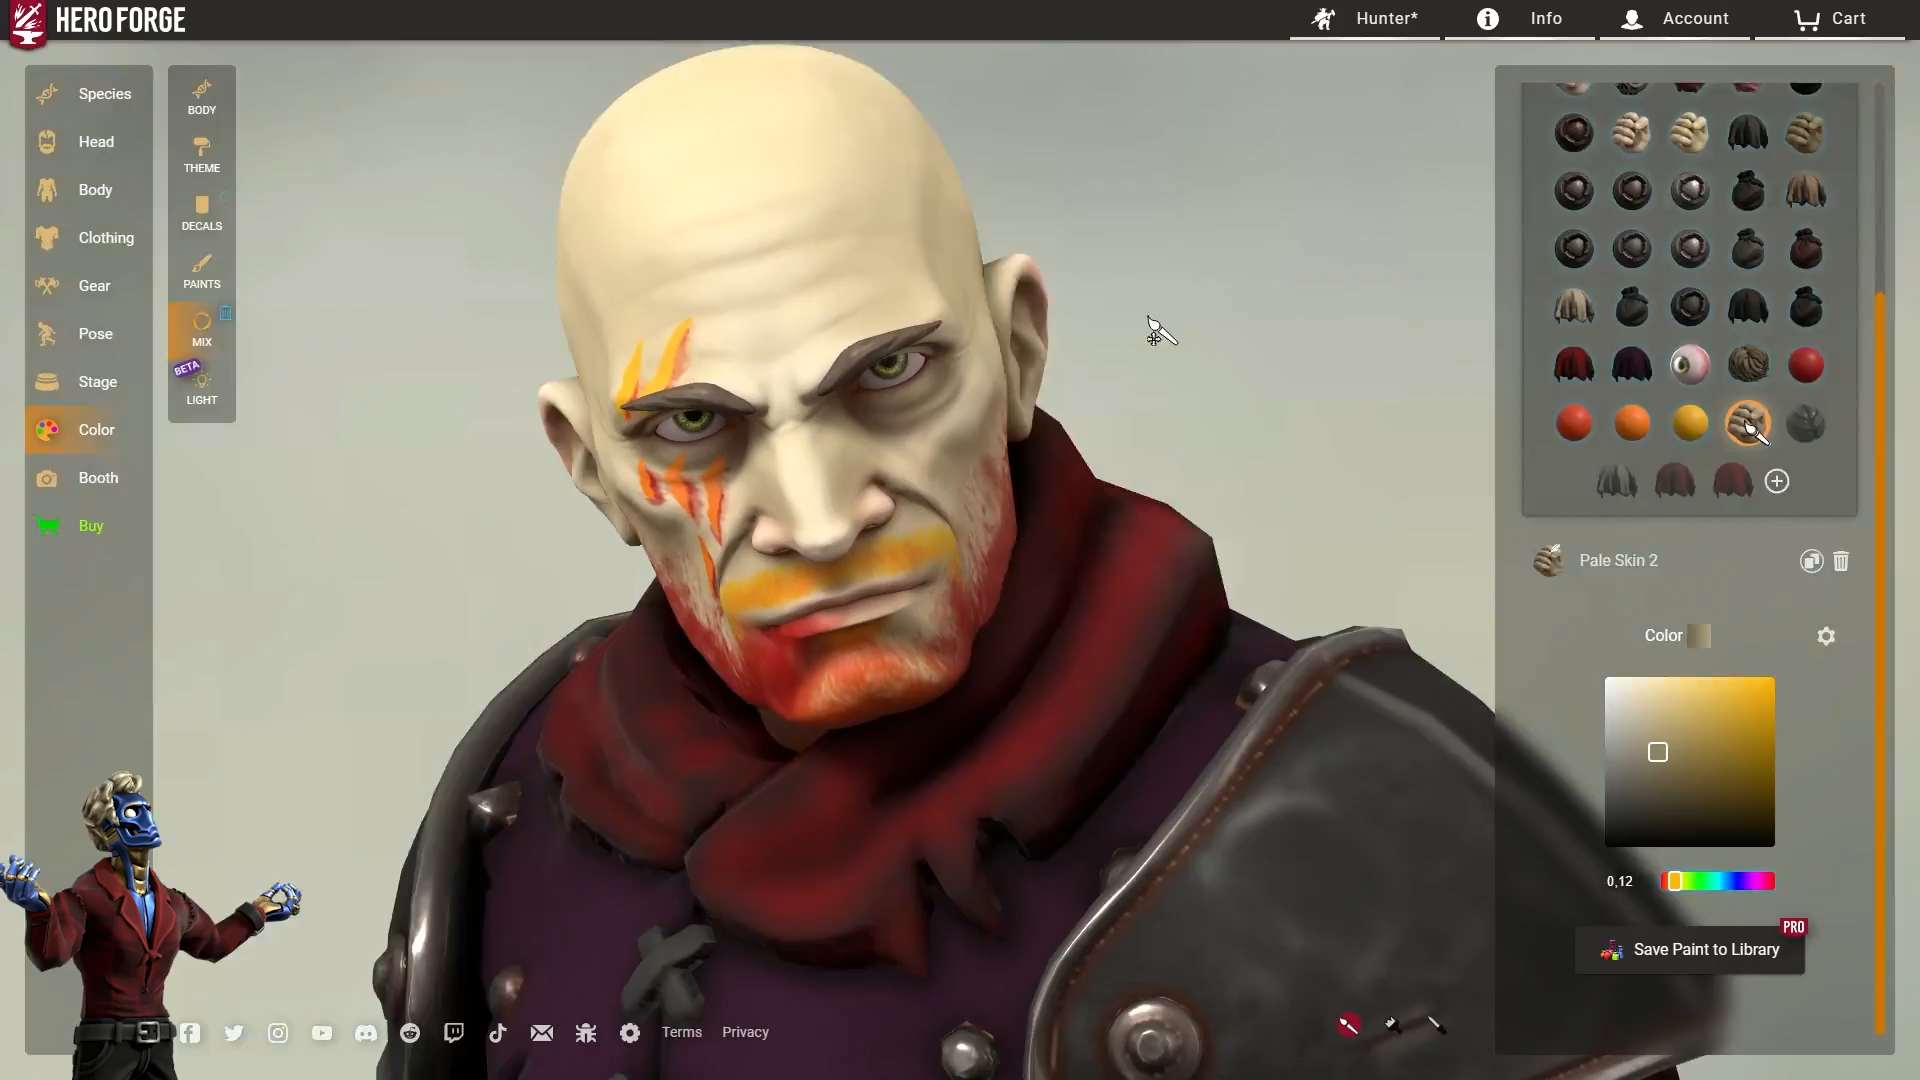 HERO FORGE
Hunter*
Info
Account
Cart
Species
Head
Body
Clothing
Gear
Pose
Stage
Color
Booth
Buy
BODY
THEME
DECALS
PAINTS
MIX
BETA
LIGHT
Pale Skin 2
Color
0,12
PRO
Save Paint to Library
Terms
Privacy